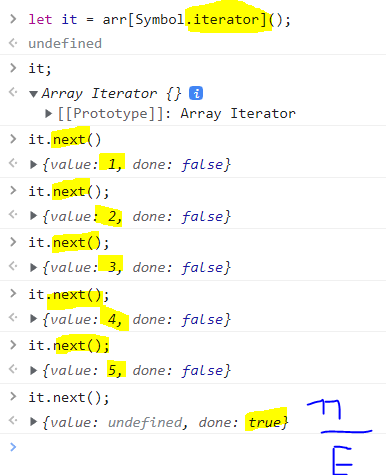 > let it = arr[Symbol.iterator]();
undefined
> it;
▼ Array Iterator {} i
▶ [[Prototype]]: Array Iterator
> it.next()
▶ {value: 1, done: false}
> it.next();
▶ {value: 2, done: false}
> it.next();
▶ {value: 3, done: false}
> it.next();
▶ {value: 4, done: false}
> it.next();
▶ {value: 5, done: false}
> it.next();
▶ {value: undefined, done: true}
>
E